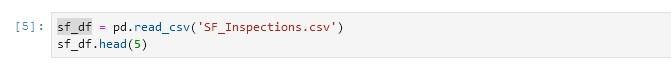 [5]: sf_df = pd.read_csv('SF_Inspections.csv')
sf_df.head(5)